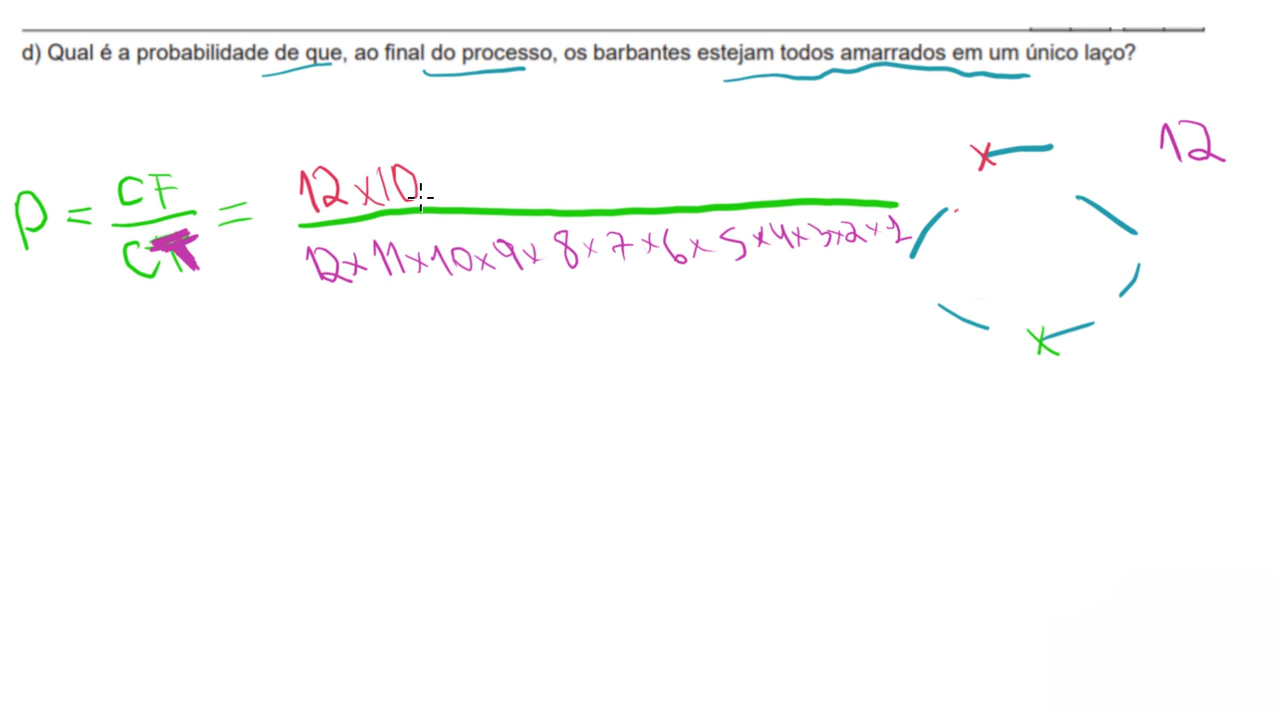 d) Qual é a probabilidade de que, ao final do processo, os barbantes estejam todos amarrados em um único laço?
12
P = CF / CT = 12 x 10 / 12 x 11 x 10 x 9 x 8 x 7 x 6 x 5 x 4 x 3 x 2 x 1